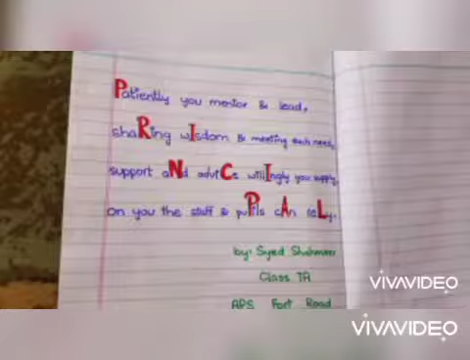 Patiently you mentor & lead,
shaRing wIsdom & meeting each need,
support aNd adviCe willIngly you supply,
on you the staff & puPils cAn reLy.
by: Syed Shahmeer
Class 7A
APS Fort Road
VIVAVIDEO
VIVAVIDEO